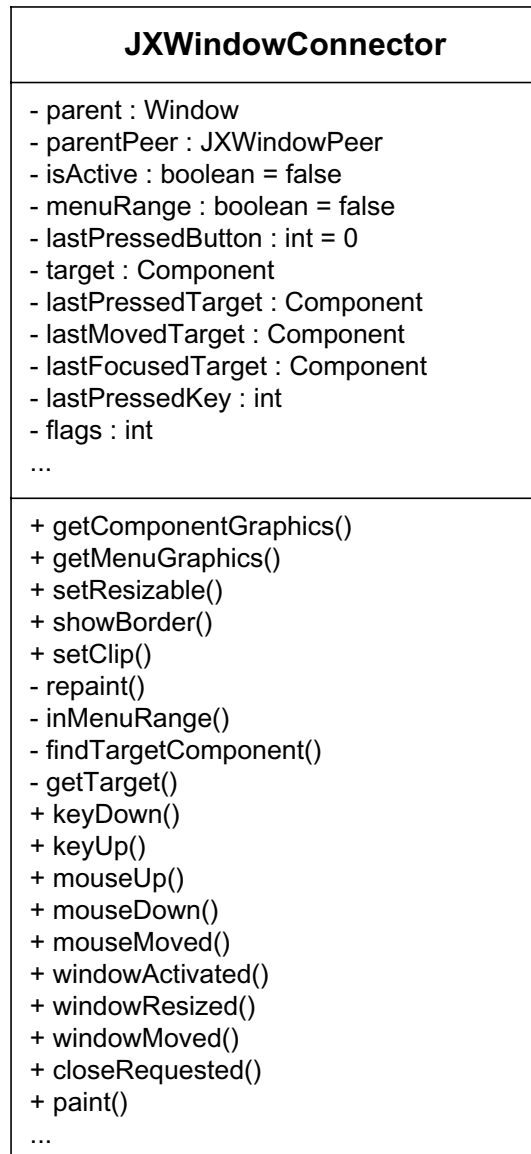 JXWindowConnector
- parent : Window
- parentPeer : JXWindowPeer
- isActive : boolean = false
- menuRange : boolean = false
- lastPressedButton : int = 0
- target : Component
- lastPressedTarget : Component
- lastMovedTarget : Component
- lastFocusedTarget : Component
- lastPressedKey : int
- flags : int
...
+ getComponentGraphics()
+ getMenuGraphics()
+ setResizable()
+ showBorder()
+ setClip()
- repaint()
- inMenuRange()
- findTargetComponent()
- getTarget()
+ keyDown()
+ keyUp()
+ mouseUp()
+ mouseDown()
+ mouseMoved()
+ windowActivated()
+ windowResized()
+ windowMoved()
+ closeRequested()
+ paint()
...